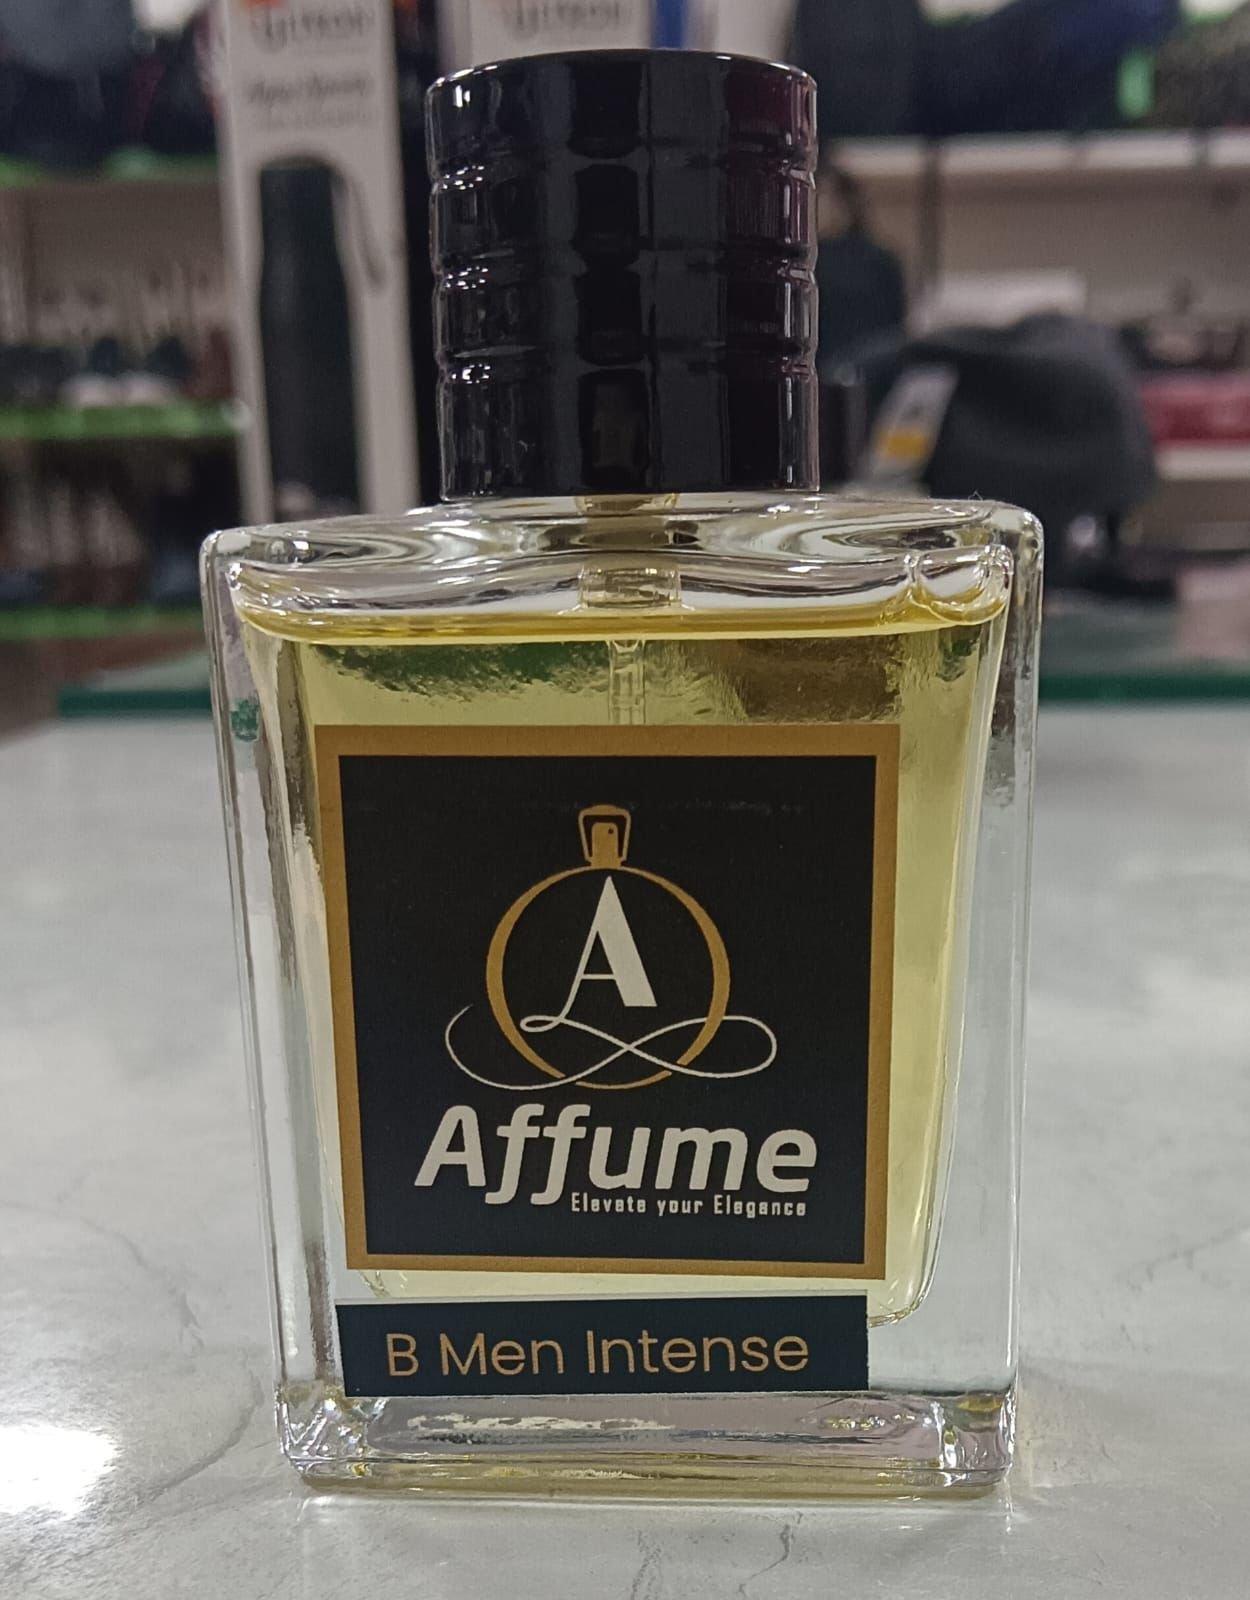 A
Affume
Elevate your Elegance
B Men Intense